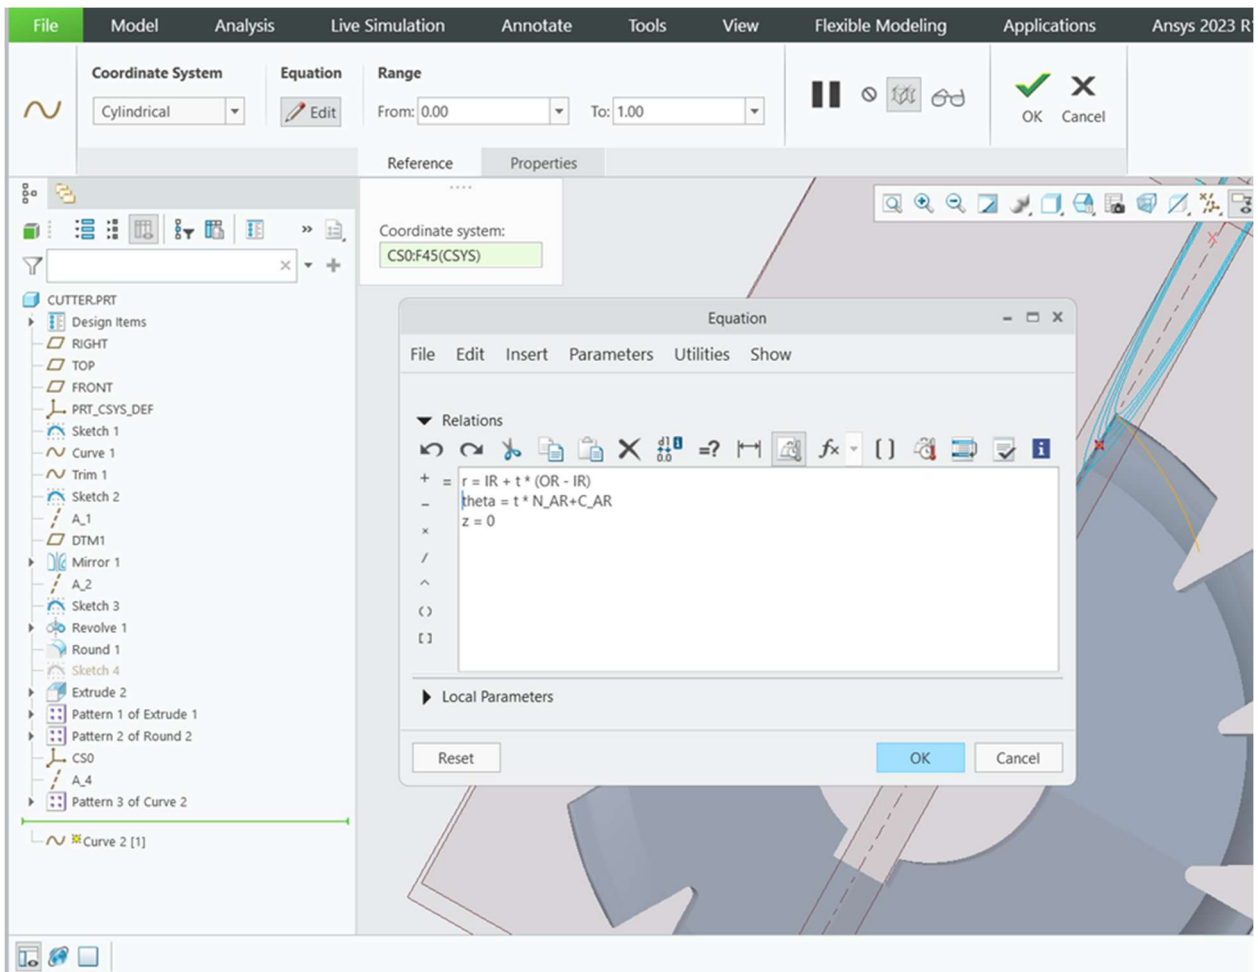 File Model Analysis Live Simulation Annotate Tools View Flexible Modeling Applications Ansys 2023 R
Coordinate System Equation Range
Cylindrical Edit From: 0.00 To: 1.00 OK Cancel
Reference Properties
Coordinate system:
CS0:F45(CSYS)
CUTTER.PRT
Design Items
RIGHT
TOP
FRONT
PRT_CSYS_DEF
Sketch 1
Curve 1
Trim 1
Sketch 2
A_1
DTM1
Mirror 1
A_2
Sketch 3
Revolve 1
Round 1
Sketch 4
Extrude 2
Pattern 1 of Extrude 1
Pattern 2 of Round 2
CS0
A_4
Pattern 3 of Curve 2
Curve 2 [1]
Equation
File Edit Insert Parameters Utilities Show
Relations
r = IR + t * (OR - IR)
theta = t * N_AR+C_AR
z = 0
Local Parameters
Reset OK Cancel